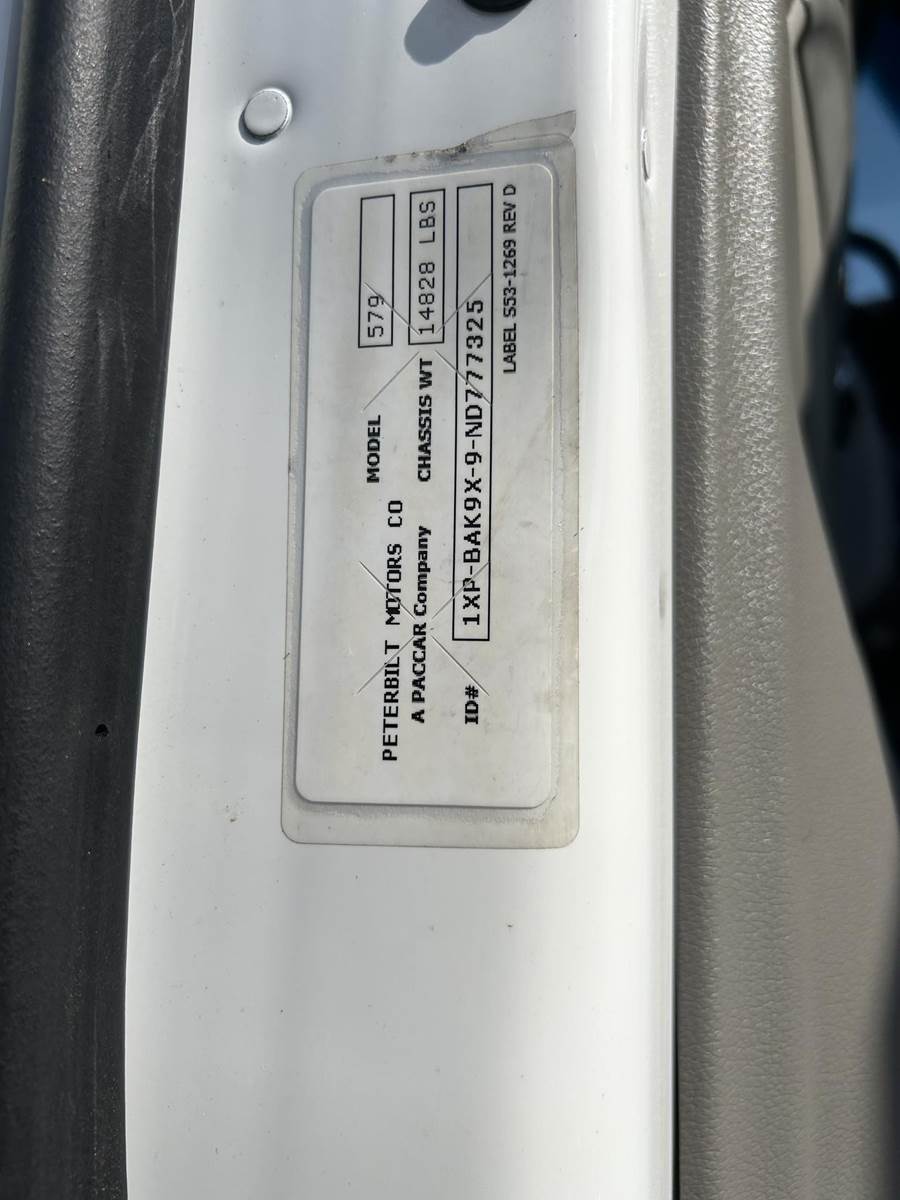 PETERBILT MOTORS CO MODEL 579
A PACCAR Company CHASSIS WT 14828 LBS
ID# 1XP-BAK9X-9-ND777325
LABEL S53-1269 REV D